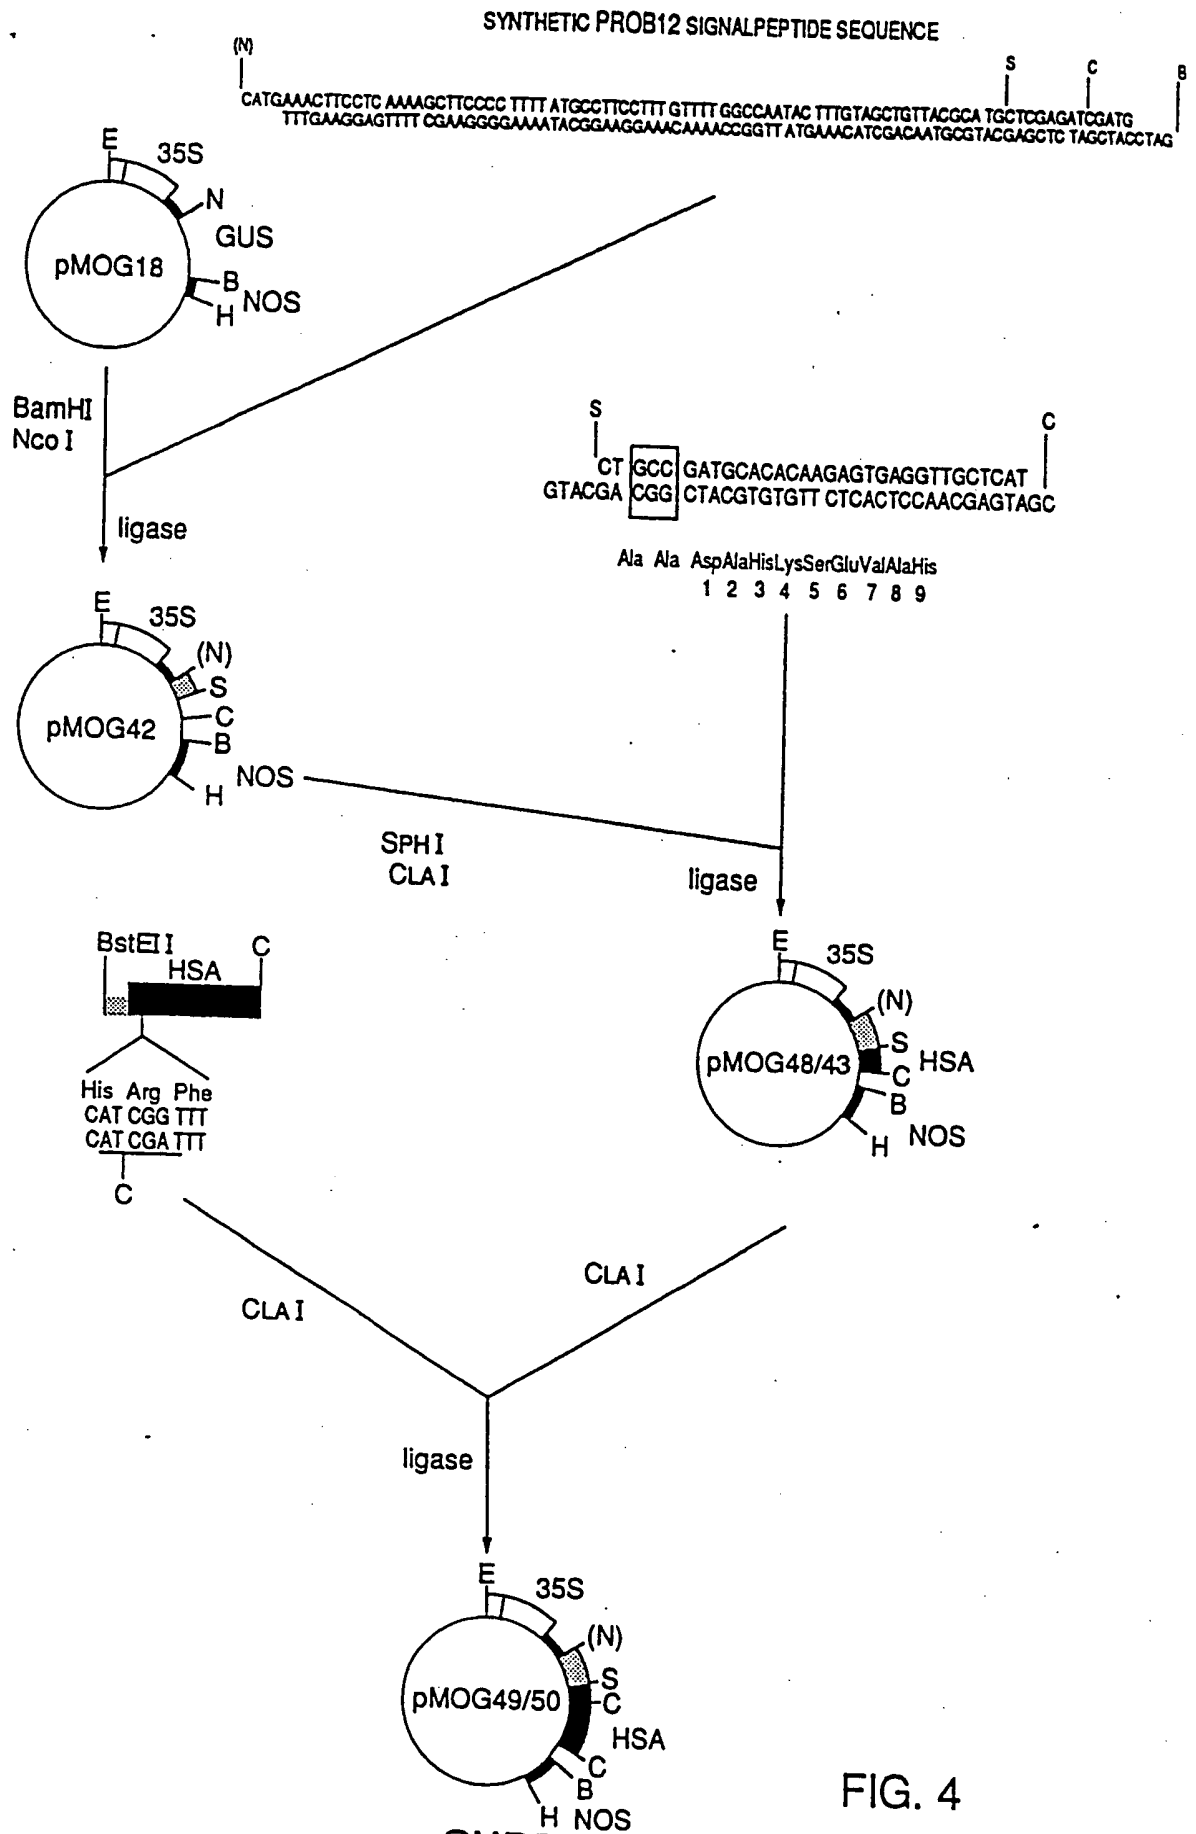 SYNTHETIC PROB12 SIGNALPEPTIDE SEQUENCE
(N)
S
C
B
CATGAAACTTCCTC AAAAGCTTCCCC TTTT ATGCCTTCCTTT GTTTT GGCCAATAC TTTGTAGCTGTTACGCA TGCTCGAGATCGATG
TTTGAAGGAGTTTT CGAAGGGGAAAATACGGAAGGAAACAAAACCGGTT ATGAAACATCGACAATGCGTACGAGCTC TAGCTACCTAG
E
35S
N
GUS
pMOG18
B
H
NOS
BamHI
Nco I
ligase
S
C
CT GCC GATGCACACAAGAGTGAGGTTGCTCAT
GTACGA CGG CTACGTGTGTT CTCACTCCAACGAGTAGC
Ala Ala AspAlaHisLysSerGluValAlaHis
1 2 3 4 5 6 7 8 9
E
35S
(N)
S
pMOG42
C
B
H
NOS
SPH I
CLA I
ligase
BstEII
C
HSA
His Arg Phe
CAT CGG TTT
CAT CGA TTT
C
E
35S
(N)
S
pMOG48/43
HSA
C
B
H
NOS
CLA I
CLA I
ligase
E
35S
(N)
S
pMOG49/50
C
HSA
C
B
H
NOS
FIG. 4